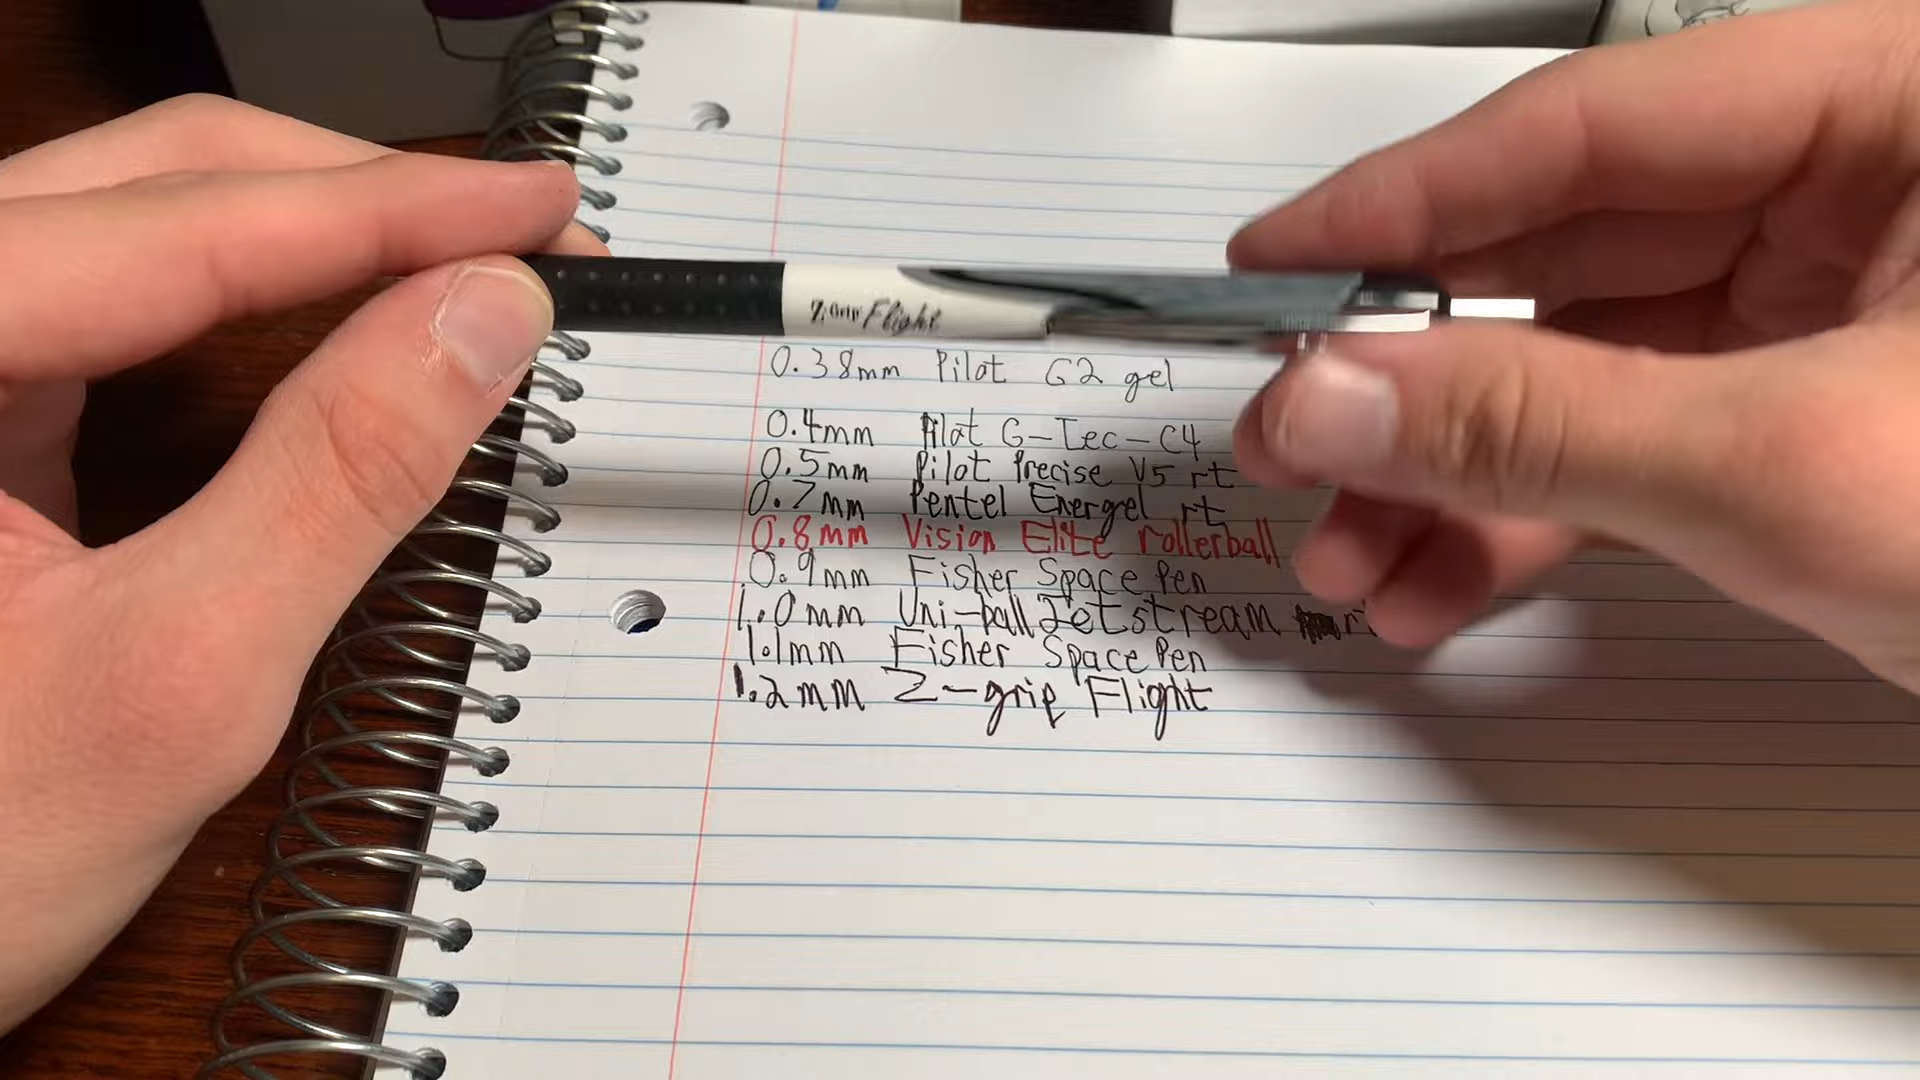 Z-Grip Flight
0.38mm Pilot G2 gel
0.4mm Pilot G-Tec-C4
0.5mm Pilot Precise V5 rt
0.7mm Pentel Energel rt
0.8mm Vision Elite rollerball
0.9mm Fisher Space Pen
1.0mm Uni-ball Jetstream
1.1mm Fisher Space Pen
1.2mm Z-grip Flight